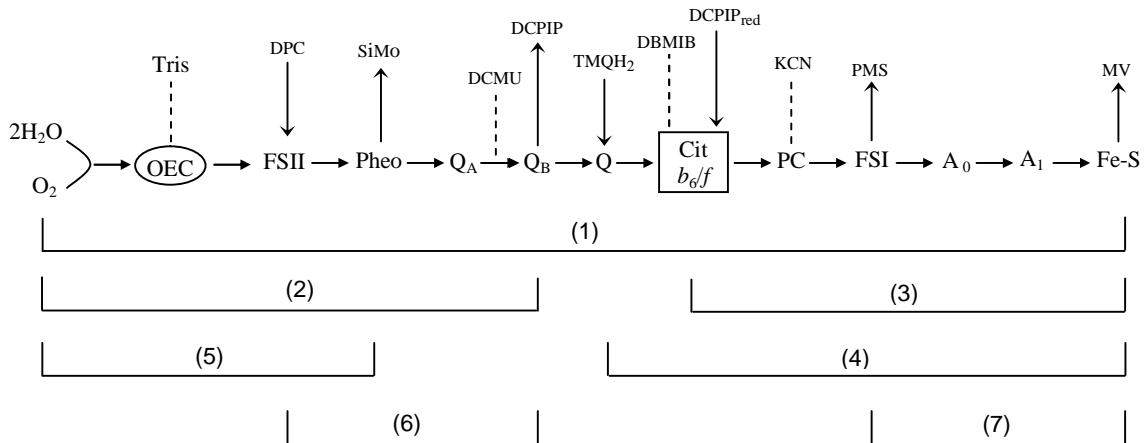 DCPIP
DCPIPred
DPC
SiMo
DBMIB
Tris
TMQH2
KCN
PMS
MV
DCMU
2H2O
OEC
FSII
Pheo
QA
QB
Q
Cit
b6/f
PC
FSI
A0
A1
Fe-S
O2
(1)
(2)
(3)
(5)
(4)
(6)
(7)